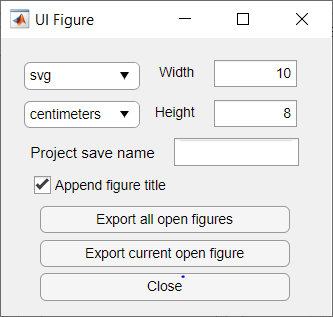 UI Figure
svg Width 10
centimeters Height 8
Project save name
Append figure title
Export all open figures
Export current open figure
Close